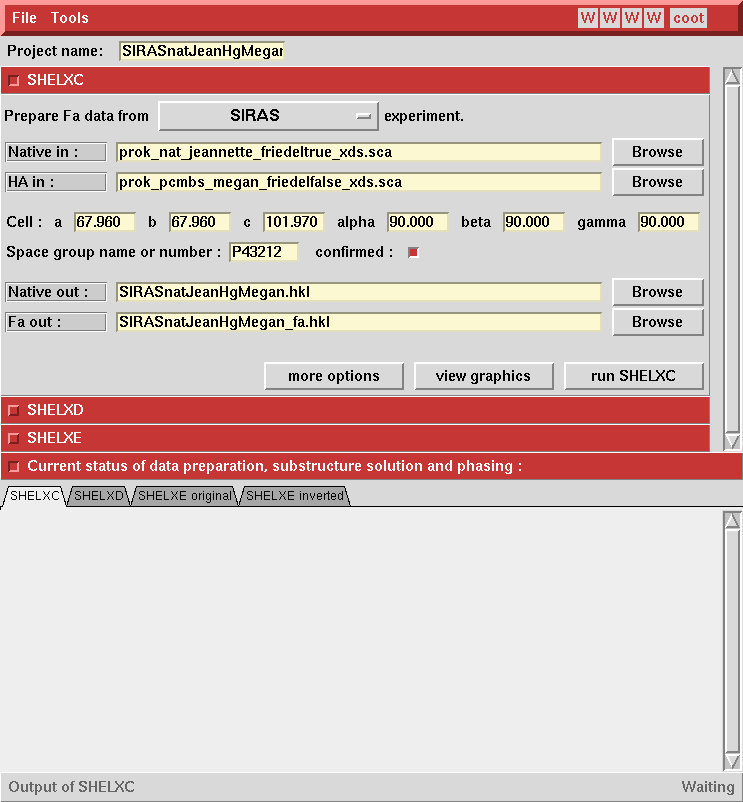 File Tools W W W W coot
Project name: SIRASnatJeanHgMegan
SHELXC
Prepare Fa data from SIRAS experiment.
Native in : prok_nat_jeannette_friedeltrue_xds.sca Browse
HA in : prok_pcmbs_megan_friedelfalse_xds.sca Browse
Cell : a 67.960 b 67.960 c 101.970 alpha 90.000 beta 90.000 gamma 90.000
Space group name or number : P43212 confirmed :
Native out : SIRASnatJeanHgMegan.hkl Browse
Fa out : SIRASnatJeanHgMegan_fa.hkl Browse
more options view graphics run SHELXC
SHELXD
SHELXE
Current status of data preparation, substructure solution and phasing :
SHELXC SHELXD SHELXE original SHELXE inverted
Output of SHELXC Waiting